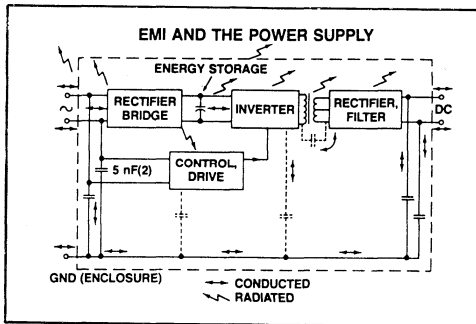 EMI AND THE POWER SUPPLY
ENERGY STORAGE
RECTIFIER
BRIDGE
INVERTER
RECTIFIER,
FILTER
DC
CONTROL,
DRIVE
5 nF(2)
GND (ENCLOSURE)
CONDUCTED
RADIATED